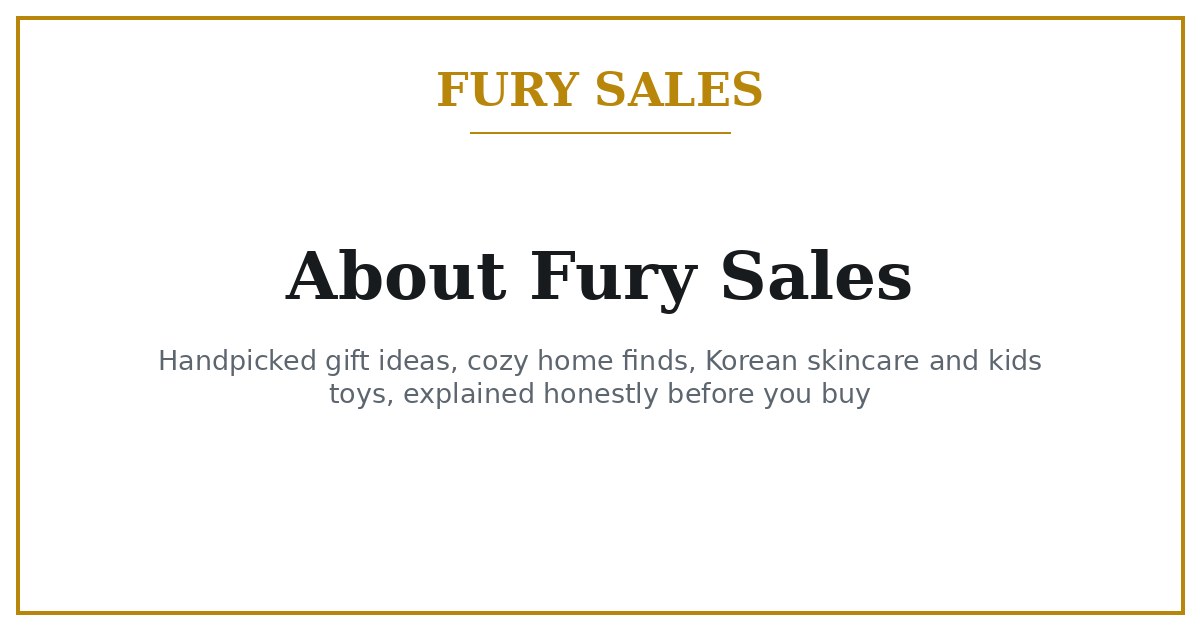 FURY SALES
About Fury Sales
Handpicked gift ideas, cozy home finds, Korean skincare and kids
toys, explained honestly before you buy